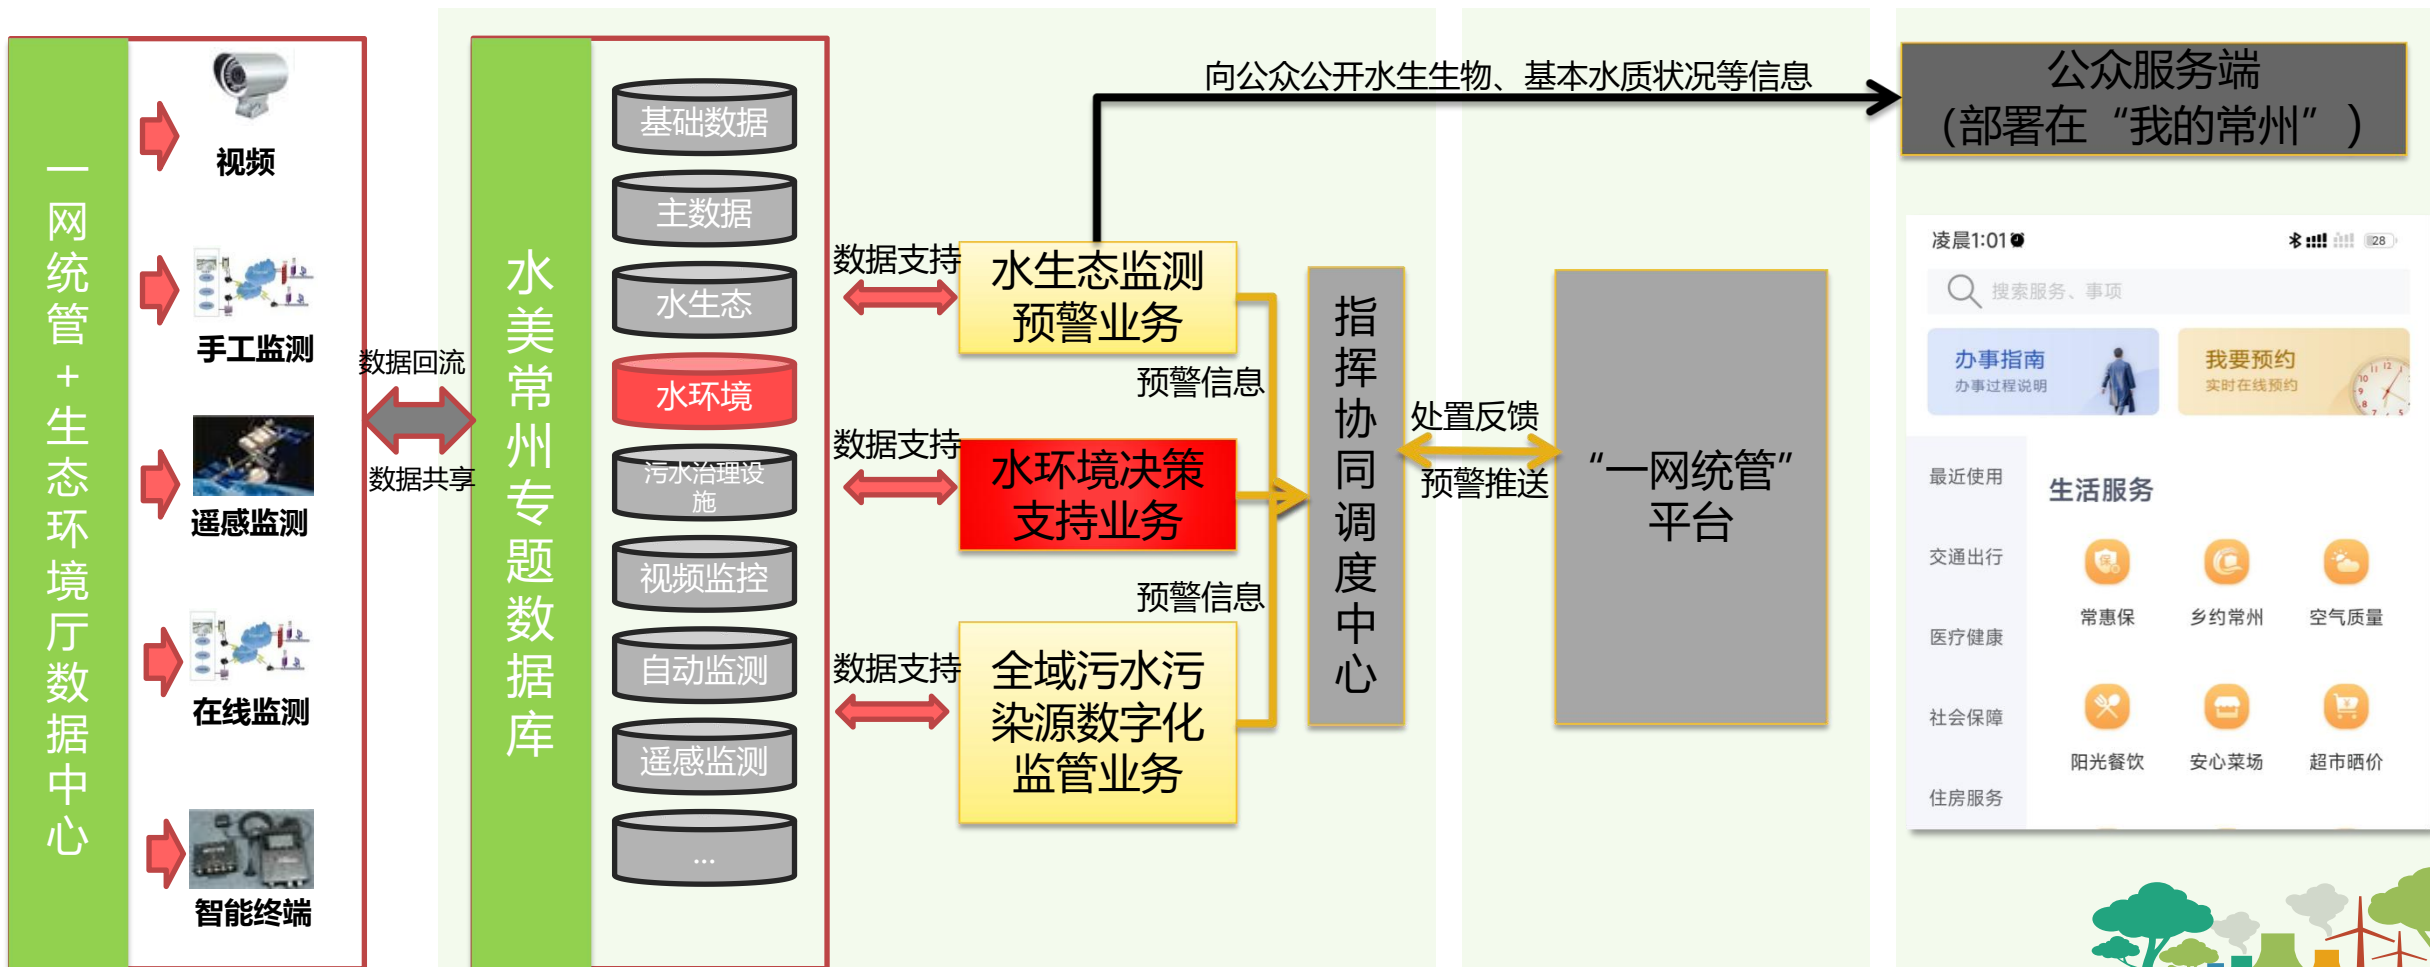 一网统管+生态环境厅数据中心
视频
手工监测
遥感监测
在线监测
智能终端
数据回流
数据共享
水美常州专题数据库
基础数据
主数据
水生态
水环境
污水治理设
施
视频监控
自动监测
遥感监测
...
数据支持
数据支持
数据支持
水生态监测
预警业务
预警信息
水环境决策
支持业务
预警信息
全域污水污
染源数字化
监管业务
向公众公开水生生物、基本水质状况等信息
指挥协同调度中心
处置反馈
预警推送
“一网统管”
平台
公众服务端
（部署在“我的常州”）
凌晨1:01
28
搜索服务、事项
办事指南
办事过程说明
我要预约
实时在线预约
最近使用
交通出行
医疗健康
社会保障
住房服务
生活服务
常惠保
乡约常州
空气质量
阳光餐饮
安心菜场
超市晒价